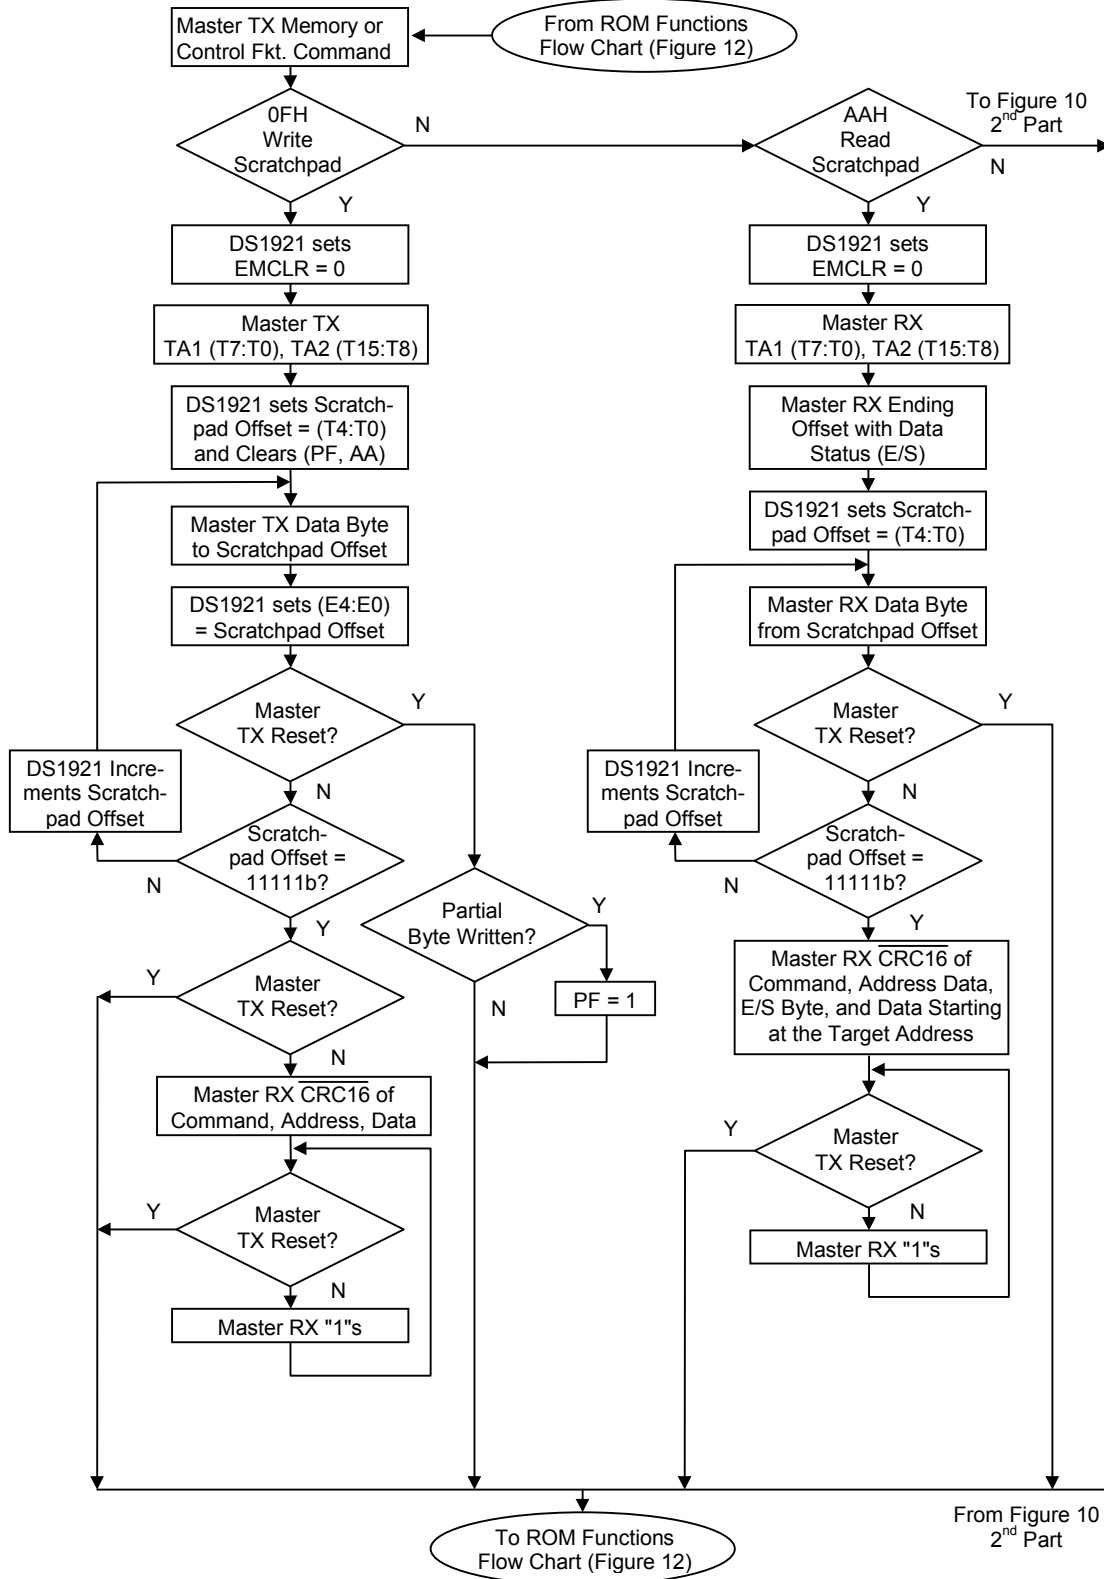 Master TX Memory or
Control Fkt. Command
From ROM Functions
Flow Chart (Figure 12)
0FH
Write
Scratchpad
N
Y
AAH
Read
Scratchpad
To Figure 10
2nd Part
N
Y
DS1921 sets
EMCLR = 0
Master TX
TA1 (T7:T0), TA2 (T15:T8)
DS1921 sets Scratch-
pad Offset = (T4:T0)
and Clears (PF, AA)
Master TX Data Byte
to Scratchpad Offset
DS1921 sets (E4:E0)
= Scratchpad Offset
Master
TX Reset?
Y
N
DS1921 Incre-
ments Scratch-
pad Offset
Scratch-
pad Offset =
11111b?
N
Y
Partial
Byte Written?
Y
N
PF = 1
Master
TX Reset?
Y
N
Master RX CRC16 of
Command, Address, Data
Master
TX Reset?
Y
N
Master RX "1"s
DS1921 sets
EMCLR = 0
Master RX
TA1 (T7:T0), TA2 (T15:T8)
Master RX Ending
Offset with Data
Status (E/S)
DS1921 sets Scratch-
pad Offset = (T4:T0)
Master RX Data Byte
from Scratchpad Offset
Master
TX Reset?
Y
N
DS1921 Incre-
ments Scratch-
pad Offset
Scratch-
pad Offset =
11111b?
N
Y
Master RX CRC16 of
Command, Address Data,
E/S Byte, and Data Starting
at the Target Address
Master
TX Reset?
Y
N
Master RX "1"s
To ROM Functions
Flow Chart (Figure 12)
From Figure 10
2nd Part